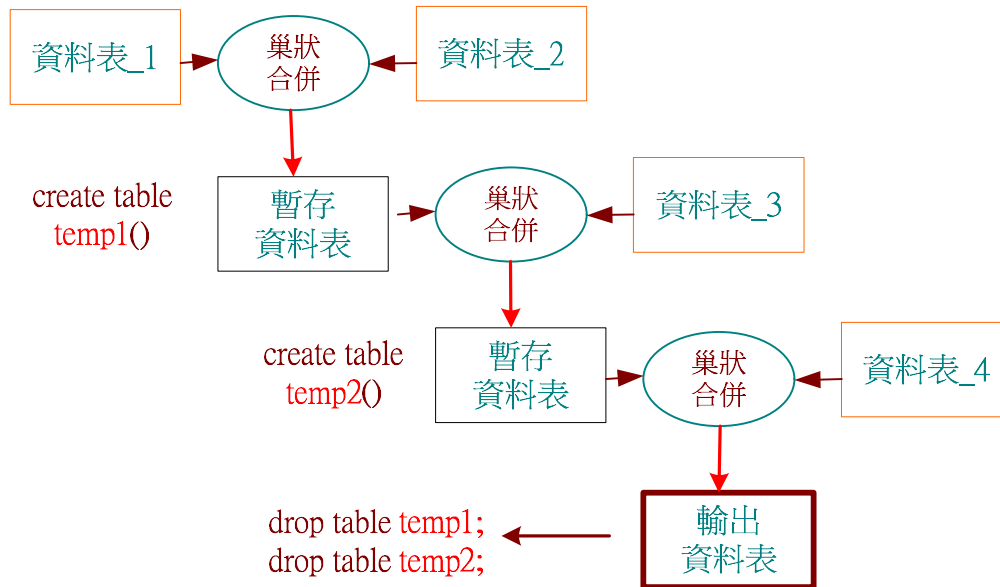 資料表_1
巢狀
合併
資料表_2
create table
temp1()
暫存
資料表
巢狀
合併
資料表_3
create table
temp2()
暫存
資料表
巢狀
合併
資料表_4
drop table temp1;
drop table temp2;
輸出
資料表